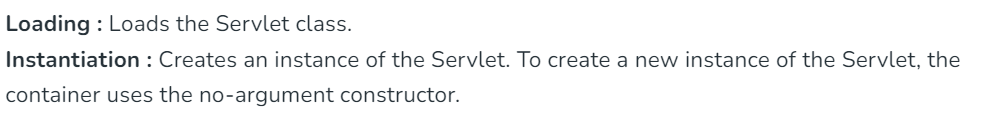 Loading : Loads the Servlet class.
Instantiation : Creates an instance of the Servlet. To create a new instance of the Servlet, the
container uses the no-argument constructor.